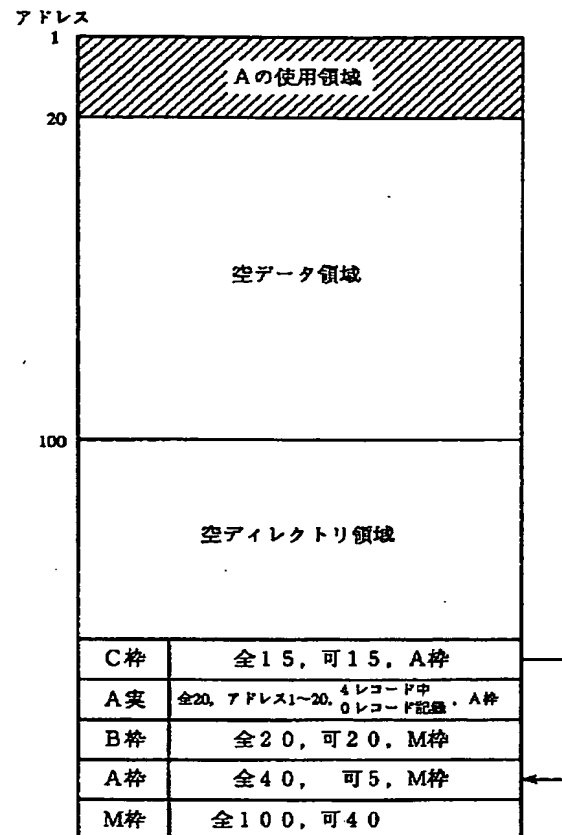 アドレス
1
Aの使用領域
20
空データ領域
100
空ディレクトリ領域
C枠 全15,可15,A枠
A実 全20,アドレス1~20,4レコード中0レコード記録,A枠
B枠 全20,可20,M枠
A枠 全40,可5,M枠
M枠 全100,可40